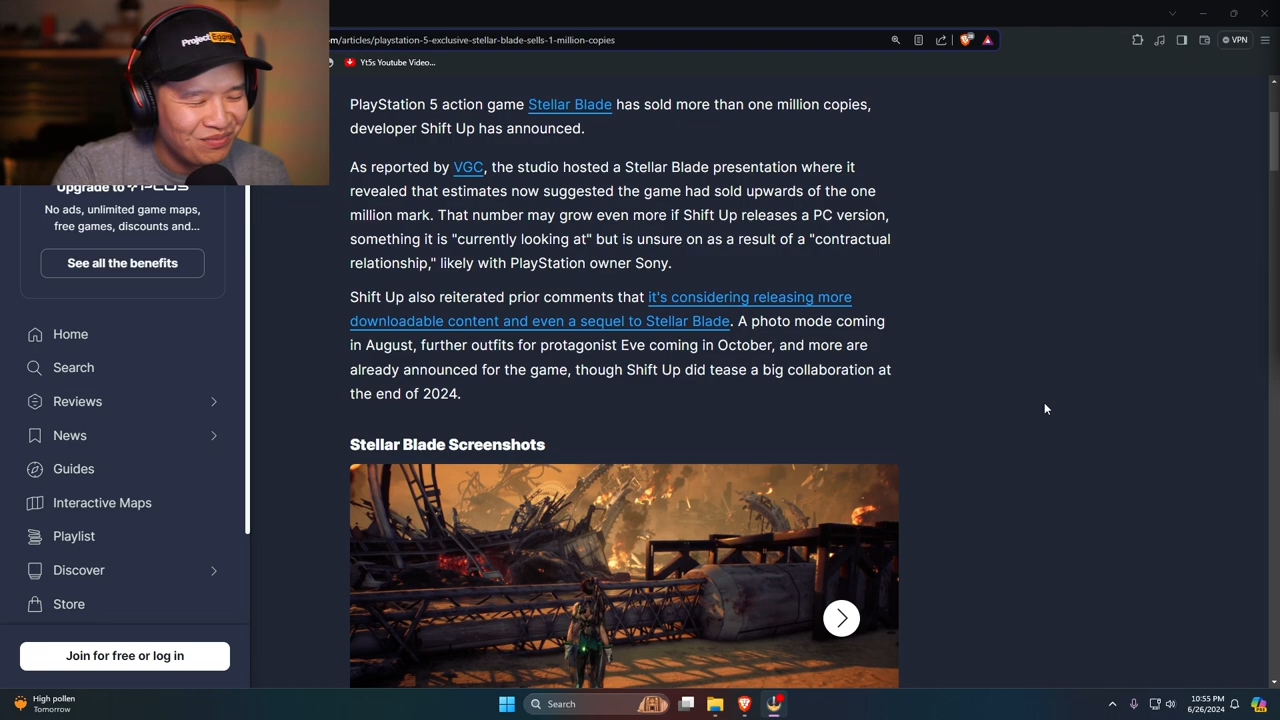 Project Egg
m/articles/playstation-5-exclusive-stellar-blade-sells-1-million-copies
VPN
Yt5s Youtube Video...
PlayStation 5 action game Stellar Blade has sold more than one million copies,
developer Shift Up has announced.
As reported by VGC, the studio hosted a Stellar Blade presentation where it
revealed that estimates now suggested the game had sold upwards of the one
million mark. That number may grow even more if Shift Up releases a PC version,
something it is "currently looking at" but is unsure on as a result of a "contractual
relationship," likely with PlayStation owner Sony.
Shift Up also reiterated prior comments that it's considering releasing more
downloadable content and even a sequel to Stellar Blade. A photo mode coming
in August, further outfits for protagonist Eve coming in October, and more are
already announced for the game, though Shift Up did tease a big collaboration at
the end of 2024.
Stellar Blade Screenshots
Upgrade to
No ads, unlimited game maps,
free games, discounts and...
See all the benefits
Home
Search
Reviews
News
Guides
Interactive Maps
Playlist
Discover
Store
Join for free or log in
High pollen
Tomorrow
Search
10:55 PM
6/26/2024